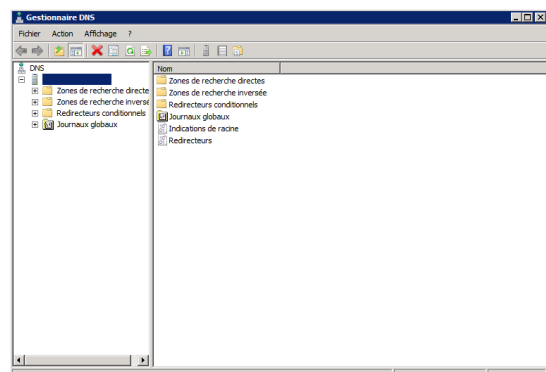 Gestionnaire DNS
Fichier Action Affichage ?
DNS
Zones de recherche directe
Zones de recherche inversé
Redirecteurs conditionnels
Journaux globaux
Nom
Zones de recherche directes
Zones de recherche inversée
Redirecteurs conditionnels
Journaux globaux
Indications de racine
Redirecteurs